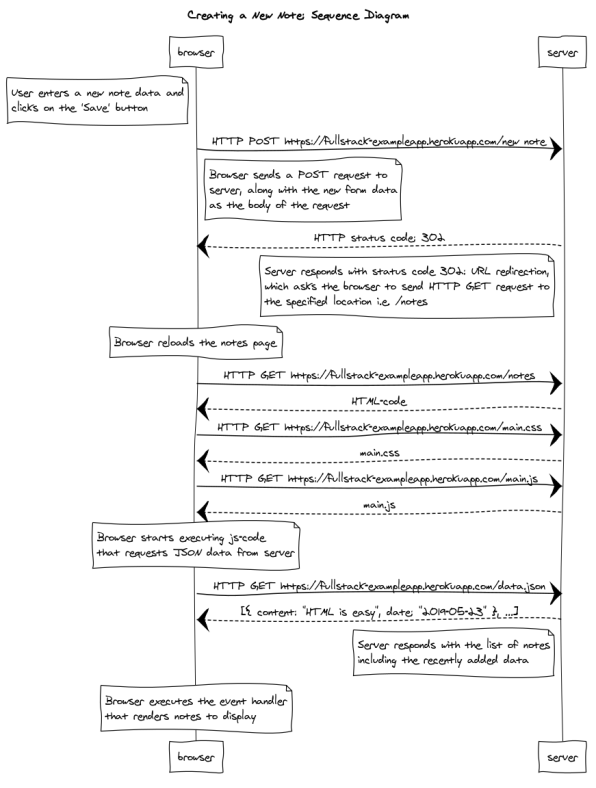 Creating a New Note: Sequence Diagram
browser
server
User enters a new note data and
clicks on the 'Save' button
HTTP POST https://fullstack-exampleapp.herokuapp.com/new note
Browser sends a POST request to
server, along with the new form data
as the body of the request
HTTP status code: 302
Server responds with status code 302: URL redirection,
which asks the browser to send HTTP GET request to
the specified location i.e. /notes
Browser reloads the notes page
HTTP GET https://fullstack-exampleapp.herokuapp.com/notes
HTML-code
HTTP GET https://fullstack-exampleapp.herokuapp.com/main.css
main.css
HTTP GET https://fullstack-exampleapp.herokuapp.com/main.js
main.js
Browser starts executing js-code
that requests JSON data from server
HTTP GET https://fullstack-exampleapp.herokuapp.com/data.json
[{ content: "HTML is easy", date: "2019-05-23" }, ...]
Server responds with the list of notes
including the recently added data
Browser executes the event handler
that renders notes to display
browser
server